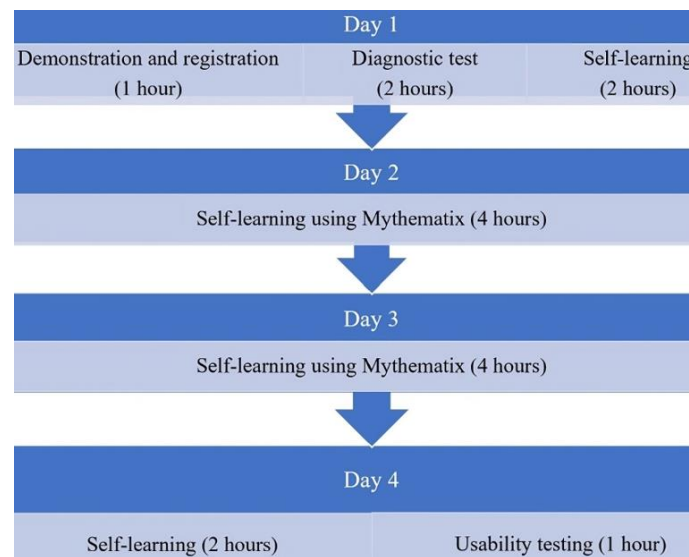 Day 1
Demonstration and registration
(1 hour)
Diagnostic test
(2 hours)
Self-learning
(2 hours)
Day 2
Self-learning using Mythematix (4 hours)
Day 3
Self-learning using Mythematix (4 hours)
Day 4
Self-learning (2 hours)
Usability testing (1 hour)